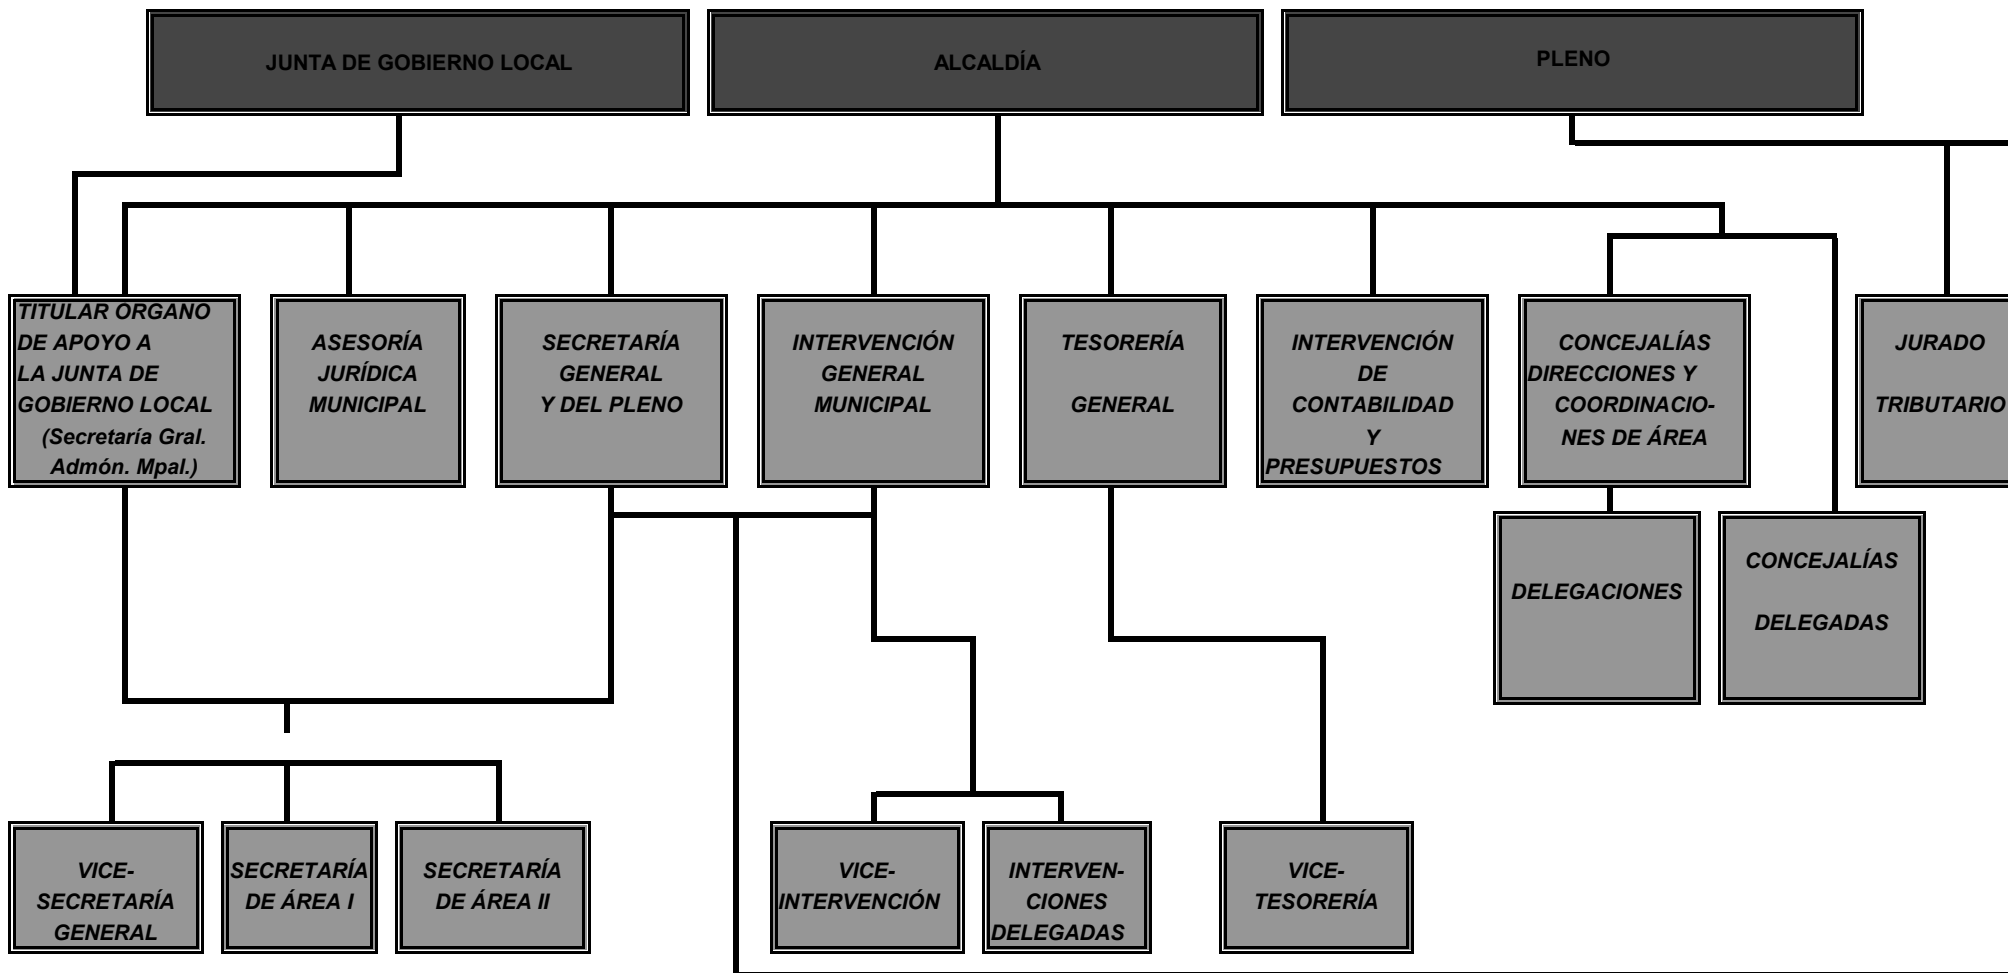 JUNTA DE GOBIERNO LOCAL
ALCALDÍA
PLENO
TITULAR ORGANO
DE APOYO A
LA JUNTA DE
GOBIERNO LOCAL
(Secretaría Gral.
Admón. Mpal.)
ASESORÍA
JURÍDICA
MUNICIPAL
SECRETARÍA
GENERAL
Y DEL PLENO
INTERVENCIÓN
GENERAL
MUNICIPAL
TESORERÍA
GENERAL
INTERVENCIÓN
DE
CONTABILIDAD
Y
PRESUPUESTOS
CONCEJALÍAS
DIRECCIONES Y
COORDINACIO-
NES DE ÁREA
JURADO
TRIBUTARIO
DELEGACIONES
CONCEJALÍAS
DELEGADAS
VICE-
SECRETARÍA
GENERAL
SECRETARÍA
DE ÁREA I
SECRETARÍA
DE ÁREA II
VICE-
INTERVENCIÓN
INTERVEN-
CIONES
DELEGADAS
VICE-
TESORERÍA